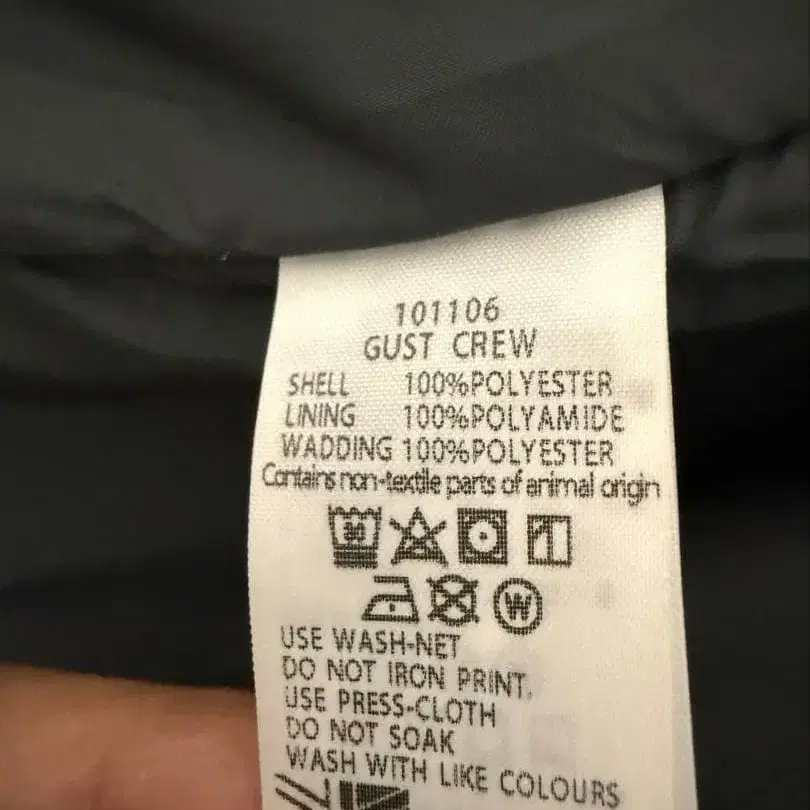 101106
GUST CREW
SHELL 100%POLYESTER
LINING 100%POLYAMIDE
WADDING 100%POLYESTER
Contains non-textile parts of animal origin
30
W
USE WASH-NET
DO NOT IRON PRINT.
USE PRESS-CLOTH
DO NOT SOAK
WASH WITH LIKE COLOURS